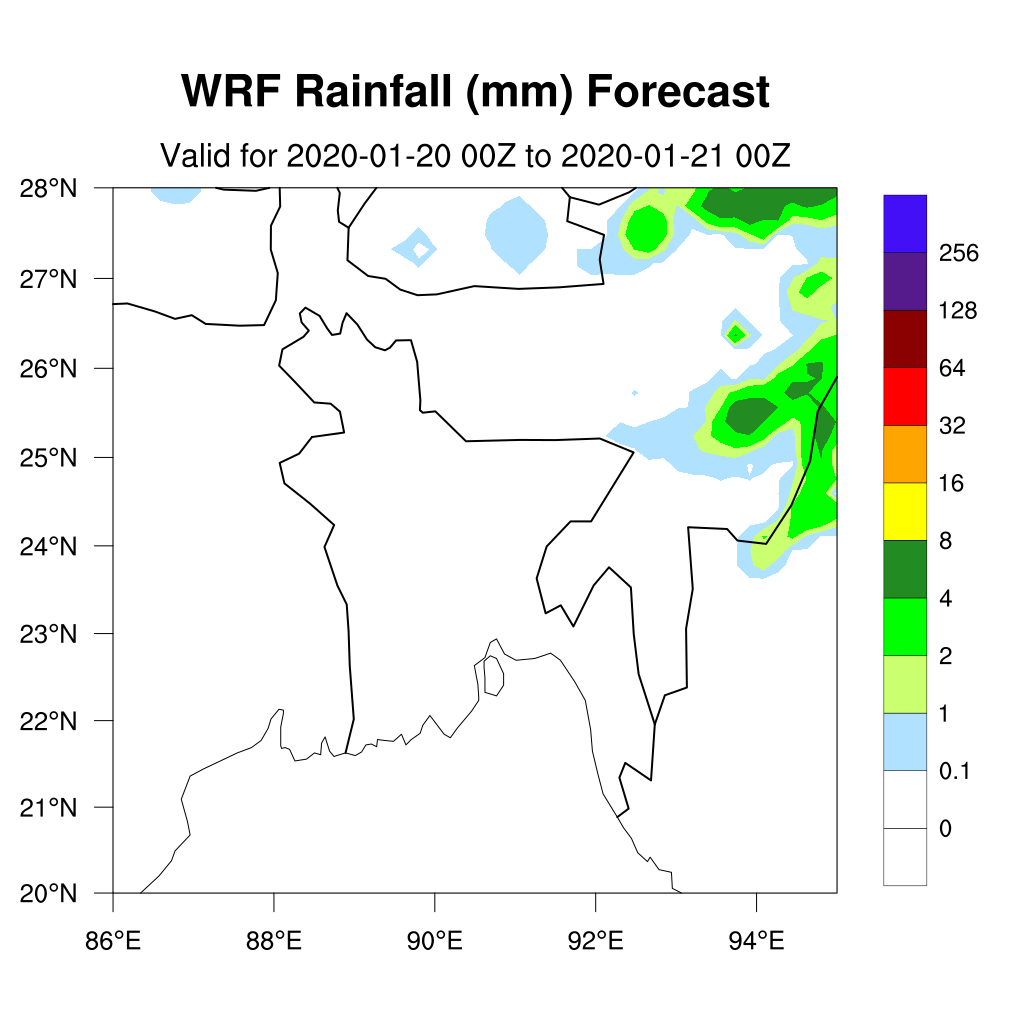 WRF Rainfall (mm) Forecast
Valid for 2020-01-20 00Z to 2020-01-21 00Z
28°N
27°N
26°N
25°N
24°N
23°N
22°N
21°N
20°N
86°E 88°E 90°E 92°E 94°E
256
128
64
32
16
8
4
2
1
0.1
0